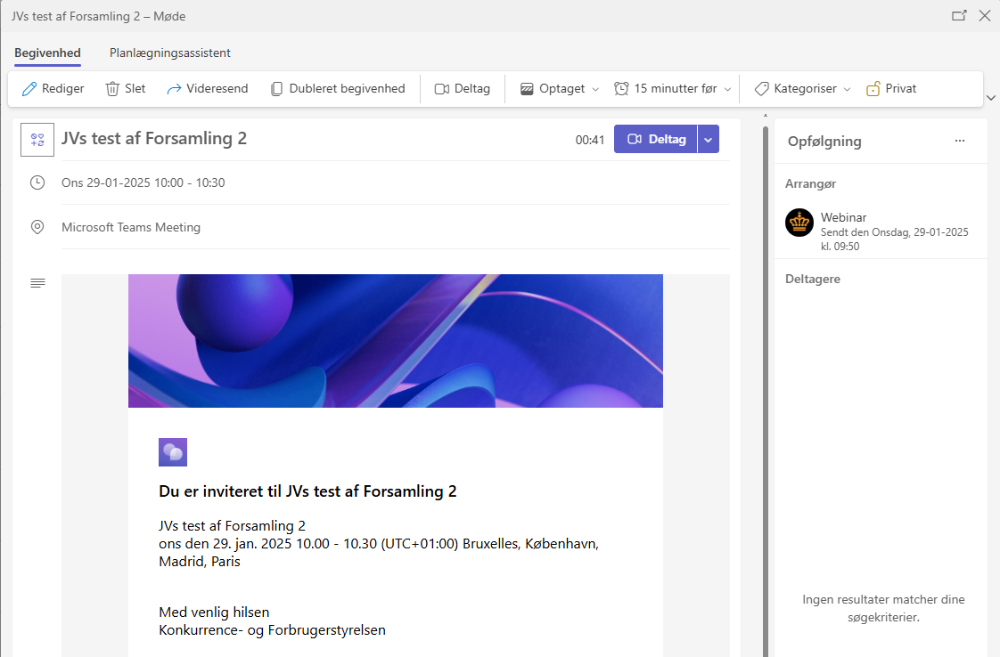 JVs test af Forsamling 2 – Møde
Begivenhed
Planlægningsassistent
Rediger
Slet
Videresend
Dubleret begivenhed
Deltag
Optaget
15 minutter før
Kategoriser
Privat
JVs test af Forsamling 2
00:41
Deltag
Ons 29-01-2025 10:00 - 10:30
Microsoft Teams Meeting
Du er inviteret til JVs test af Forsamling 2
JVs test af Forsamling 2
ons den 29. jan. 2025 10.00 - 10.30 (UTC+01:00) Bruxelles, København,
Madrid, Paris
Med venlig hilsen
Konkurrence- og Forbrugerstyrelsen
Opfølgning
Arrangør
Webinar
Sendt den Onsdag, 29-01-2025
kl. 09:50
Deltagere
Ingen resultater matcher dine
søgekriterier.